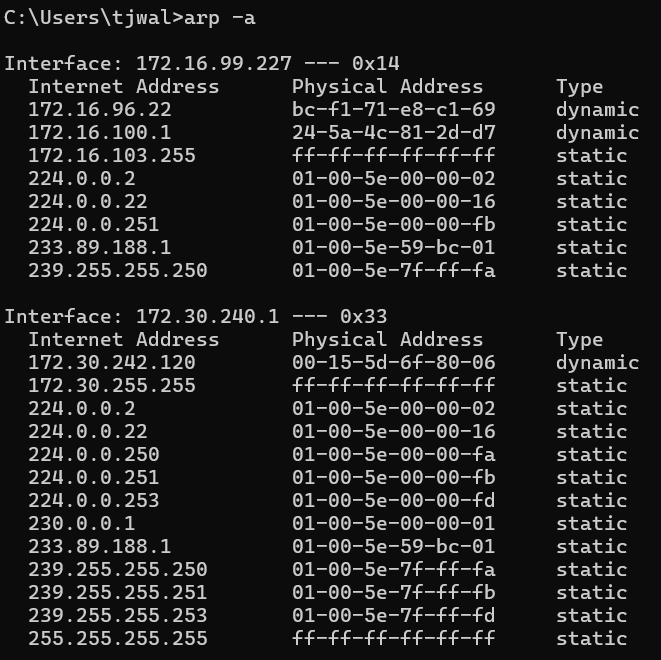 C:\Users\tjwal>arp -a
Interface: 172.16.99.227 --- 0x14
  Internet Address      Physical Address      Type
  172.16.96.22          bc-f1-71-e8-c1-69     dynamic
  172.16.100.1          24-5a-4c-81-2d-d7     dynamic
  172.16.103.255        ff-ff-ff-ff-ff-ff     static
  224.0.0.2             01-00-5e-00-00-02     static
  224.0.0.22            01-00-5e-00-00-16     static
  224.0.0.251           01-00-5e-00-00-fb     static
  233.89.188.1          01-00-5e-59-bc-01     static
  239.255.255.250       01-00-5e-7f-ff-fa     static
Interface: 172.30.240.1 --- 0x33
  Internet Address      Physical Address      Type
  172.30.242.120        00-15-5d-6f-80-06     dynamic
  172.30.255.255        ff-ff-ff-ff-ff-ff     static
  224.0.0.2             01-00-5e-00-00-02     static
  224.0.0.22            01-00-5e-00-00-16     static
  224.0.0.250           01-00-5e-00-00-fa     static
  224.0.0.251           01-00-5e-00-00-fb     static
  224.0.0.253           01-00-5e-00-00-fd     static
  230.0.0.1             01-00-5e-00-00-01     static
  233.89.188.1          01-00-5e-59-bc-01     static
  239.255.255.250       01-00-5e-7f-ff-fa     static
  239.255.255.251       01-00-5e-7f-ff-fb     static
  239.255.255.253       01-00-5e-7f-ff-fd     static
  255.255.255.255       ff-ff-ff-ff-ff-ff     static